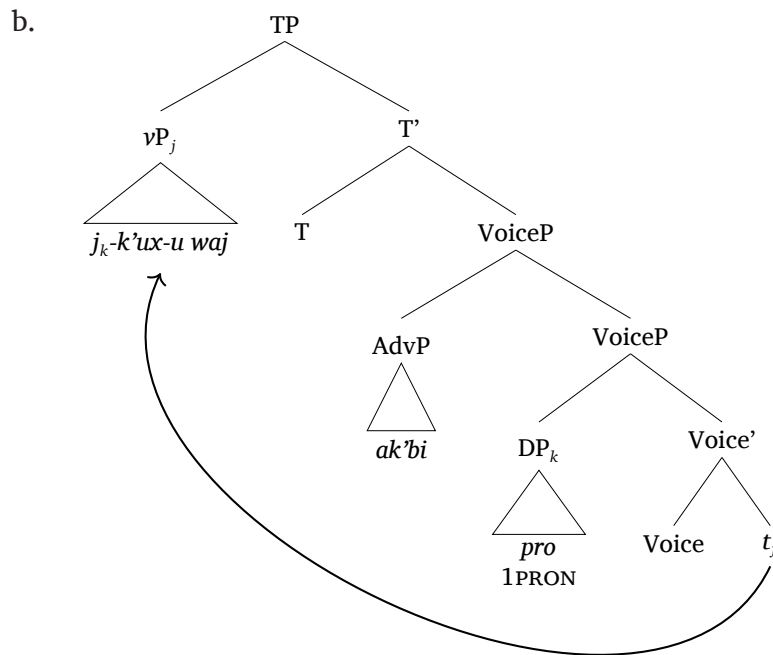 b.
TP
vPj
T'
jk-k'ux-u waj
T
VoiceP
AdvP
VoiceP
ak'bi
DPk
Voice'
pro
1PRON
Voice
tj